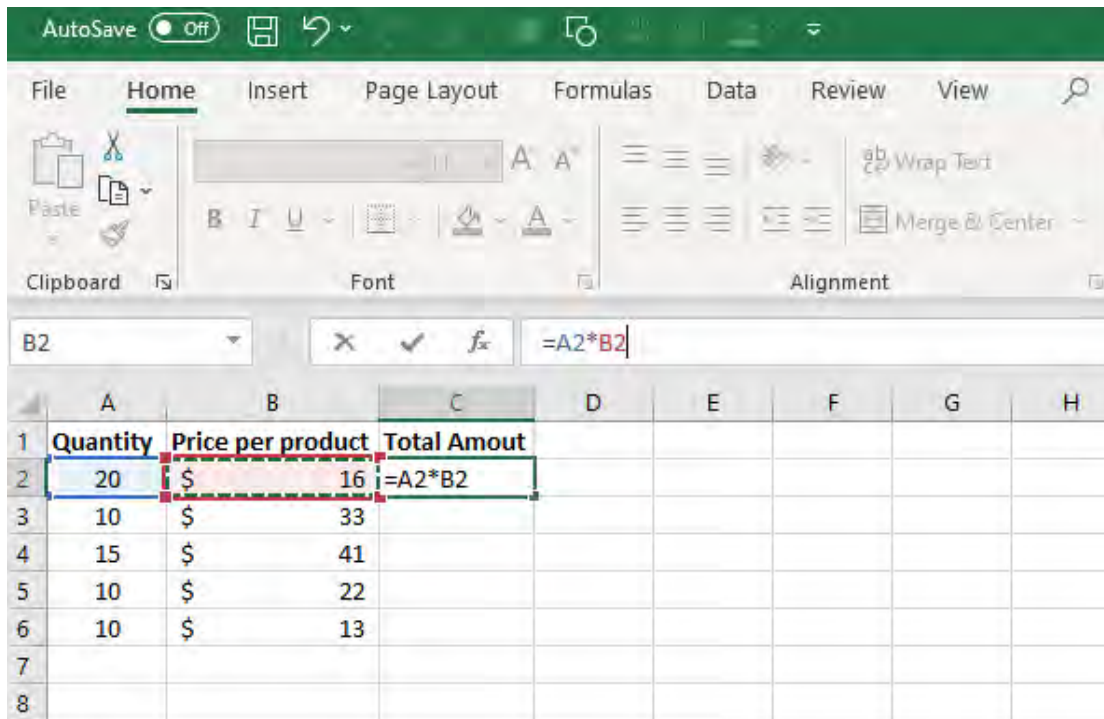 AutoSave Off
File Home Insert Page Layout Formulas Data Review View
A A ab Wrap Text
Paste B I U A Merge & Center
Clipboard Font Alignment
B2 fx =A2*B2
A B C D E F G H
1 Quantity Price per product Total Amout
2 20 $ 16 =A2*B2
3 10 $ 33
4 15 $ 41
5 10 $ 22
6 10 $ 13
7
8